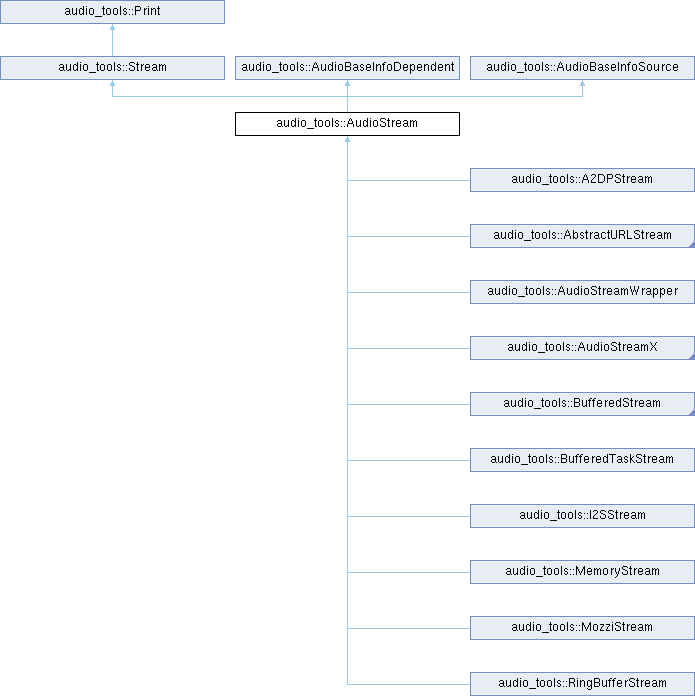 audio_tools::Print
audio_tools::Stream
audio_tools::AudioBaseInfoDependent
audio_tools::AudioBaseInfoSource
audio_tools::AudioStream
audio_tools::A2DPStream
audio_tools::AbstractURLStream
audio_tools::AudioStreamWrapper
audio_tools::AudioStreamX
audio_tools::BufferedStream
audio_tools::BufferedTaskStream
audio_tools::I2SStream
audio_tools::MemoryStream
audio_tools::MozziStream
audio_tools::RingBufferStream